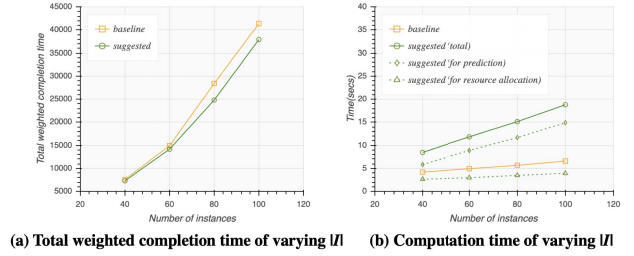 45000
40000
35000
30000
25000
20000
15000
10000
5000
20
40
60
80
100
120
Total weighted completion time
Number of instances
baseline
suggested
(a) Total weighted completion time of varying |I|
40
35
30
25
20
15
10
5
0
20
40
60
80
100
120
Time(secs)
Number of instances
baseline
suggested 'total)
suggested 'for prediction)
suggested 'for resource allocation)
(b) Computation time of varying |I|